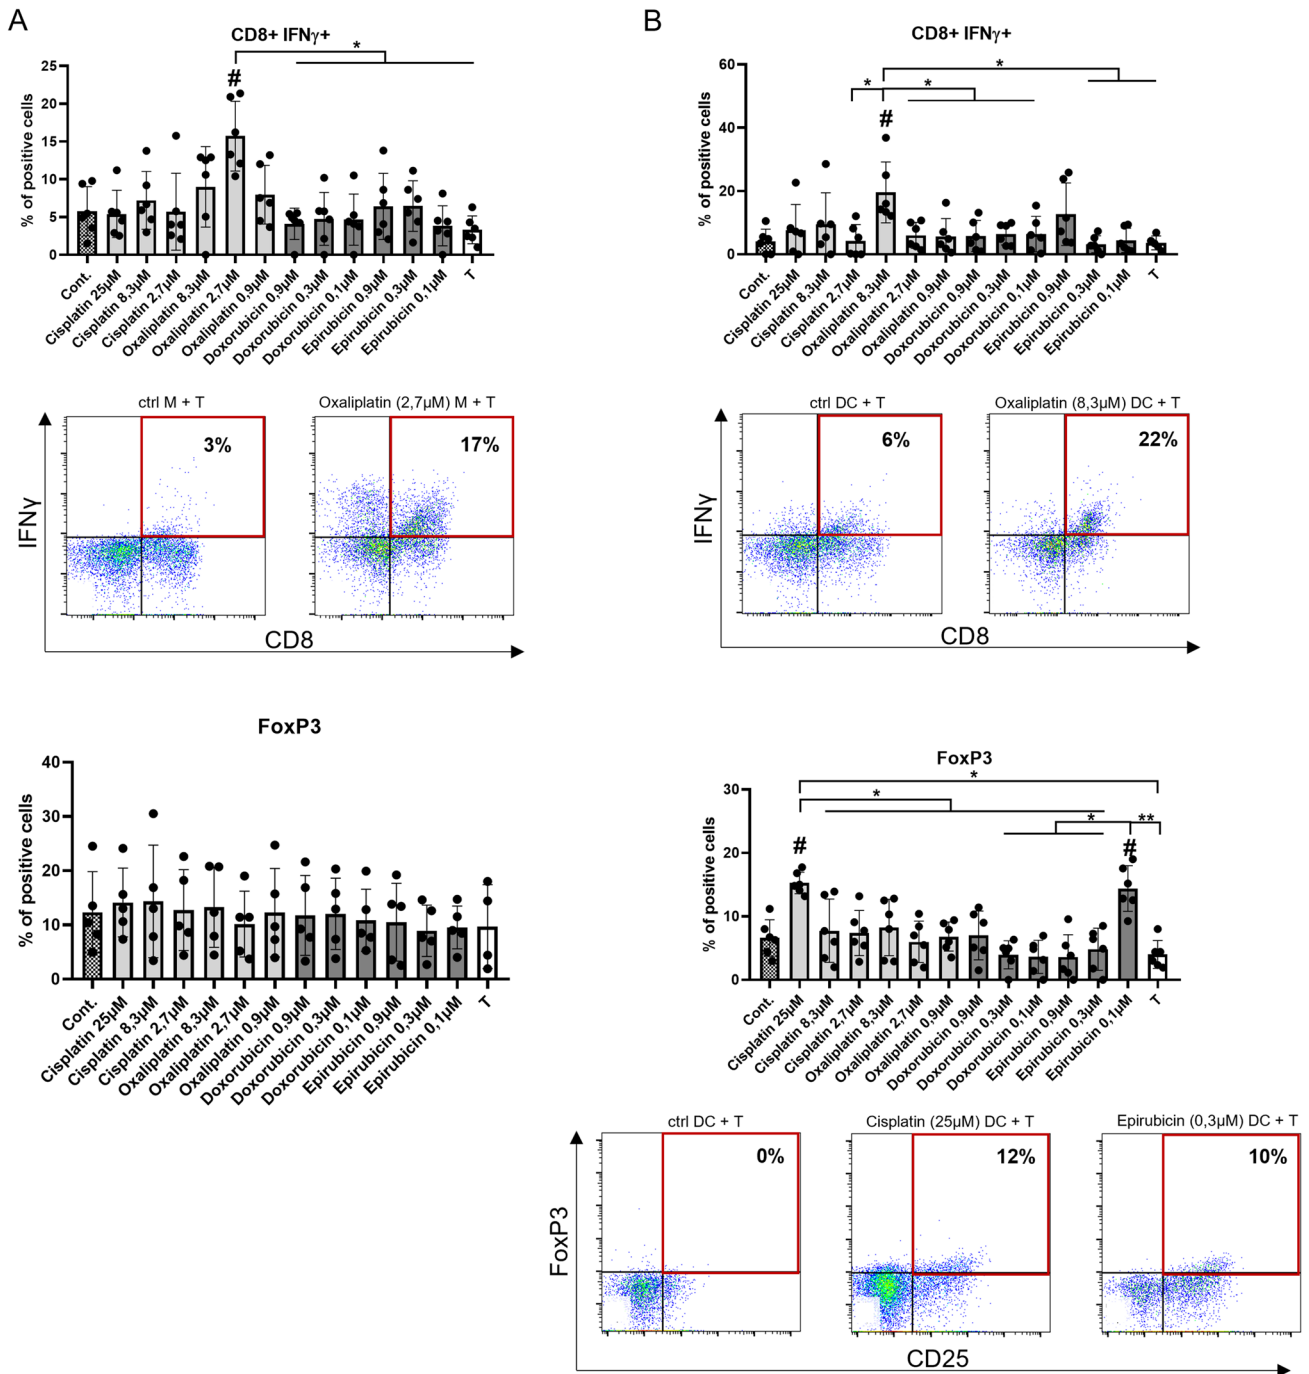 A
CD8+ IFNγ+
*
#
% of positive cells
25
20
15
10
5
0
Cont.
Cisplatin 25µM
Cisplatin 8,3µM
Cisplatin 2,7µM
Oxaliplatin 8,3µM
Oxaliplatin 2,7µM
Oxaliplatin 0,9µM
Doxorubicin 0,9µM
Doxorubicin 0,3µM
Doxorubicin 0,1µM
Epirubicin 0,9µM
Epirubicin 0,3µM
Epirubicin 0,1µM
T
ctrl M + T
Oxaliplatin (2,7µM) M + T
3%
17%
IFNγ
CD8
FoxP3
% of positive cells
40
30
20
10
0
Cont.
Cisplatin 25µM
Cisplatin 8,3µM
Cisplatin 2,7µM
Oxaliplatin 8,3µM
Oxaliplatin 2,7µM
Oxaliplatin 0,9µM
Doxorubicin 0,9µM
Doxorubicin 0,3µM
Doxorubicin 0,1µM
Epirubicin 0,9µM
Epirubicin 0,3µM
Epirubicin 0,1µM
T
B
CD8+ IFNγ+
*
* *
#
% of positive cells
60
40
20
0
Cont.
Cisplatin 25µM
Cisplatin 8,3µM
Cisplatin 2,7µM
Oxaliplatin 8,3µM
Oxaliplatin 2,7µM
Oxaliplatin 0,9µM
Doxorubicin 0,9µM
Doxorubicin 0,3µM
Doxorubicin 0,1µM
Epirubicin 0,9µM
Epirubicin 0,3µM
Epirubicin 0,1µM
T
ctrl DC + T
Oxaliplatin (8,3µM) DC + T
6%
22%
IFNγ
CD8
FoxP3
*
*
* **
# #
% of positive cells
30
20
10
0
Cont.
Cisplatin 25µM
Cisplatin 8,3µM
Cisplatin 2,7µM
Oxaliplatin 8,3µM
Oxaliplatin 2,7µM
Oxaliplatin 0,9µM
Doxorubicin 0,9µM
Doxorubicin 0,3µM
Doxorubicin 0,1µM
Epirubicin 0,9µM
Epirubicin 0,3µM
Epirubicin 0,1µM
T
ctrl DC + T
Cisplatin (25µM) DC + T
Epirubicin (0,3µM) DC + T
0%
12%
10%
FoxP3
CD25